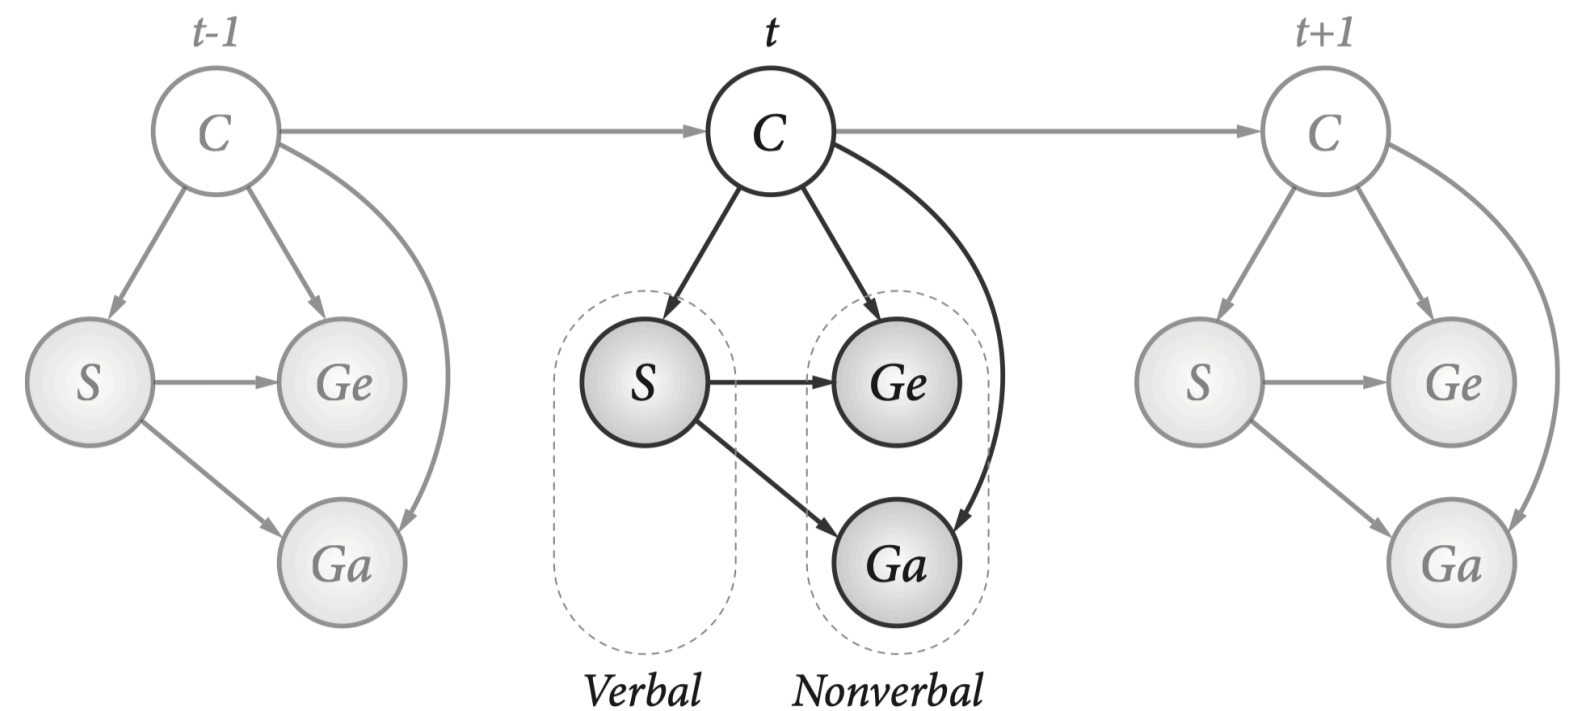 t-1 t t+1
C C C
S Ge S Ge S Ge
Ga Ga Ga
Verbal Nonverbal